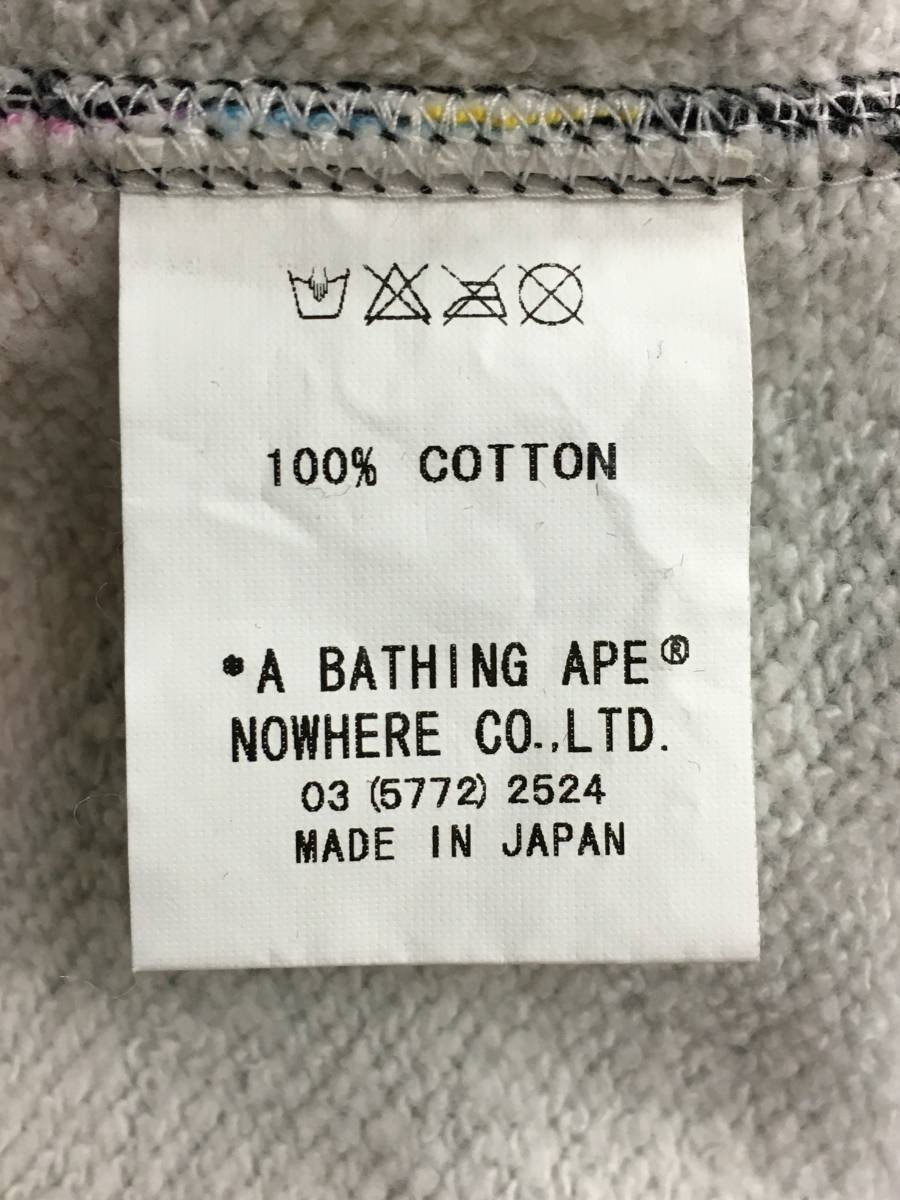 100% COTTON
*A BATHING APE®
NOWHERE CO.,LTD.
03 (5772) 2524
MADE IN JAPAN